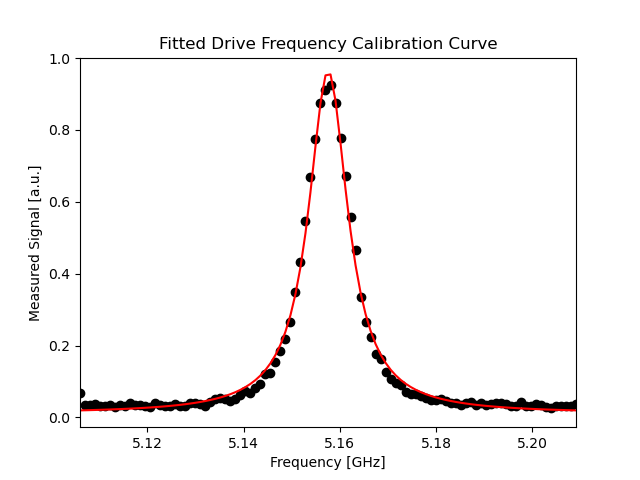 Fitted Drive Frequency Calibration Curve
Measured Signal [a.u.]
1.0
0.8
0.6
0.4
0.2
0.0
5.12 5.14 5.16 5.18 5.20
Frequency [GHz]